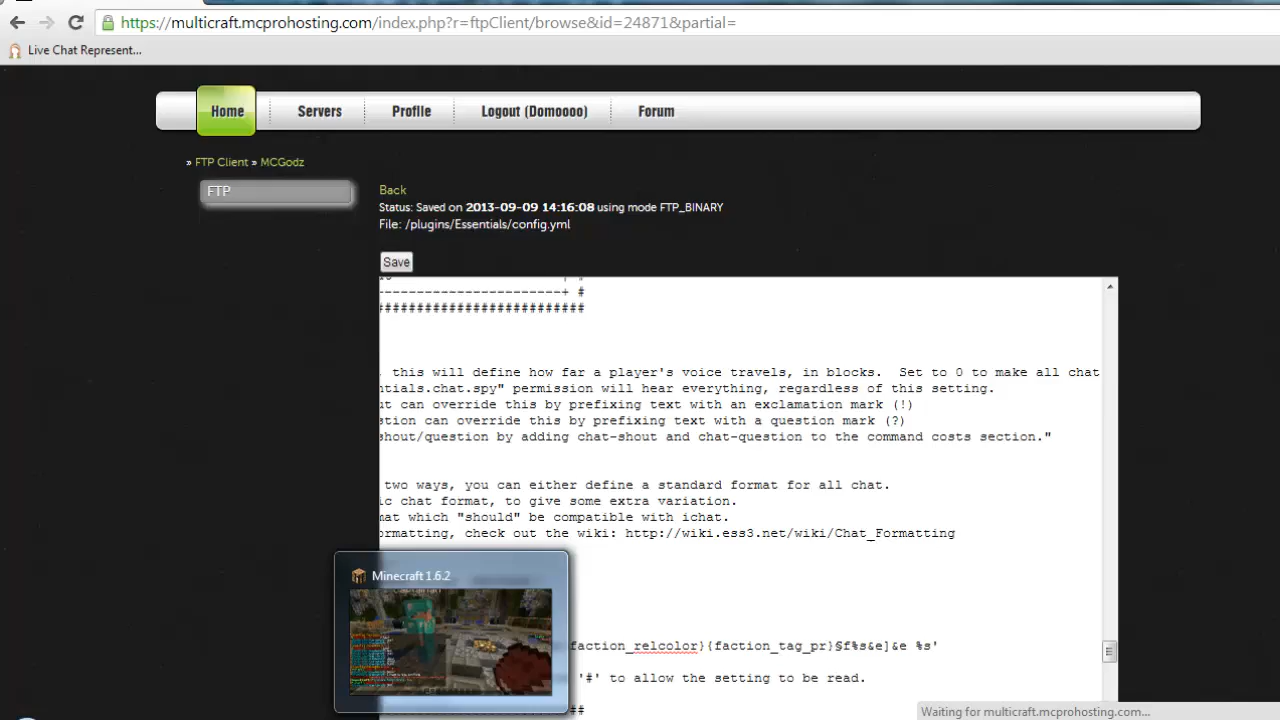 https://multicraft.mcprohosting.com/index.php?r=ftpClient/browse&id=24871&partial=
Live Chat Represent...
Home Servers Profile Logout (Domoooo) Forum
» FTP Client » MCGodz
FTP
Back
Status: Saved on 2013-09-09 14:16:08 using mode FTP_BINARY
File: /plugins/Essentials/config.yml
Save
-----------------------+ #
##########################
, this will define how far a player's voice travels, in blocks.  Set to 0 to make all chat
entials.chat.spy" permission will hear everything, regardless of this setting.
ut can override this by prefixing text with an exclamation mark (!)
stion can override this by prefixing text with a question mark (?)
shout/question by adding chat-shout and chat-question to the command costs section."
two ways, you can either define a standard format for all chat.
ic chat format, to give some extra variation.
mat which "should" be compatible with ichat.
ormatting, check out the wiki: http://wiki.ess3.net/wiki/Chat_Formatting
Minecraft 1.6.2
faction_relcolor}{faction_tag_pr}§f%s&e]&e %s'
'#' to allow the setting to be read.
##
Waiting for multicraft.mcprohosting.com...